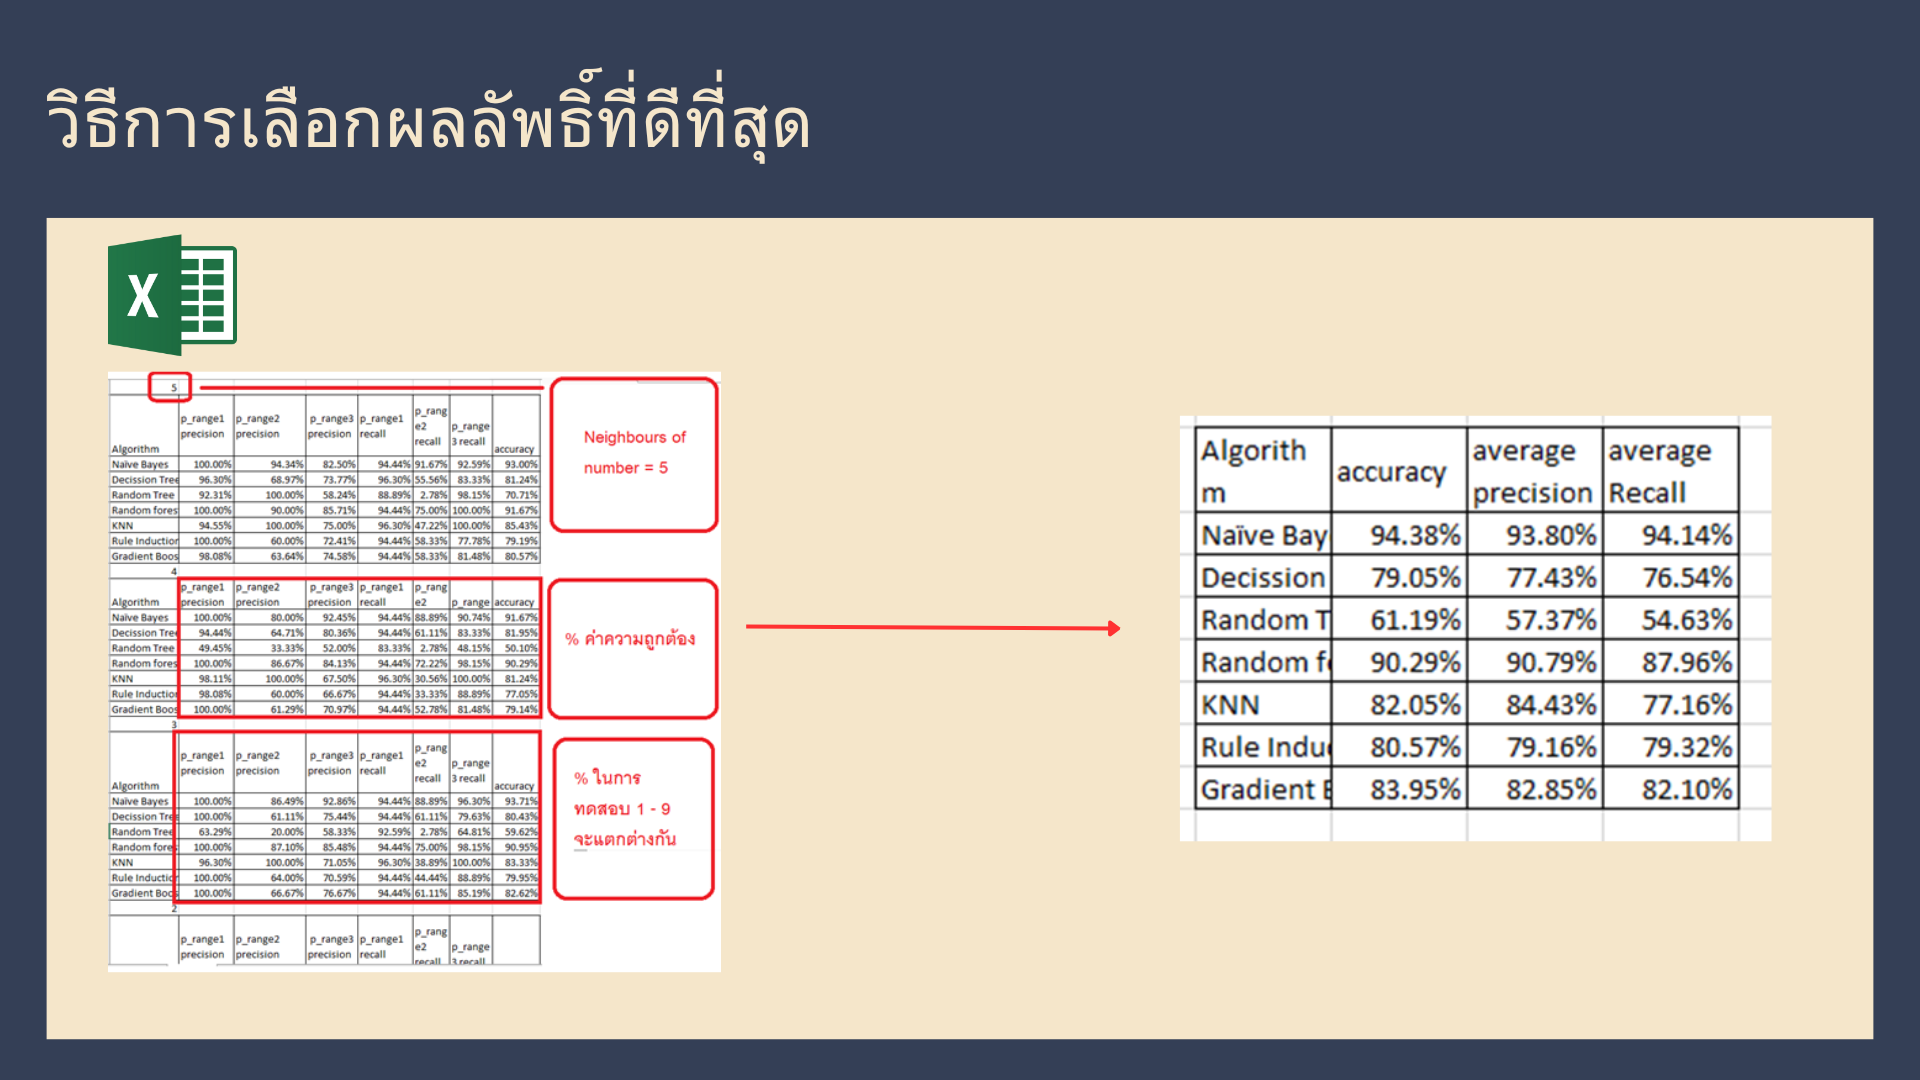 วิธีการเลือกผลลัพธิ์ที่ดีที่สุด
X
5
Algorithm p_range1 precision p_range2 precision p_range3 precision p_range1 recall p_rang e2 recall p_range 3 recall accuracy
Naïve Bayes 100.00% 94.34% 82.50% 94.44% 91.67% 92.59% 93.00%
Decission Tree 96.30% 68.97% 73.77% 96.30% 55.56% 83.33% 81.24%
Random Tree 92.31% 100.00% 58.24% 88.89% 2.78% 98.15% 70.71%
Random fores 100.00% 90.00% 85.71% 94.44% 75.00% 100.00% 91.67%
KNN 94.55% 100.00% 75.00% 96.30% 47.22% 100.00% 85.43%
Rule Induction 100.00% 60.00% 72.41% 94.44% 58.33% 77.78% 79.19%
Gradient Boos 98.08% 63.64% 74.58% 94.44% 58.33% 81.48% 80.57%
4
Algorithm p_range1 precision p_range2 precision p_range3 precision p_range1 recall p_rang e2 p_range accuracy
Naïve Bayes 100.00% 80.00% 92.45% 94.44% 88.89% 90.74% 91.67%
Decission Tree 94.44% 64.71% 80.36% 94.44% 61.11% 83.33% 81.95%
Random Tree 49.45% 33.33% 52.00% 83.33% 2.78% 48.15% 50.10%
Random fores 100.00% 86.67% 84.13% 94.44% 72.22% 98.15% 90.29%
KNN 98.11% 100.00% 67.50% 96.30% 30.56% 100.00% 81.24%
Rule Induction 98.08% 60.00% 66.67% 94.44% 33.33% 88.89% 77.05%
Gradient Boos 100.00% 61.29% 70.97% 94.44% 52.78% 81.48% 79.14%
3
Algorithm p_range1 precision p_range2 precision p_range3 precision p_range1 recall p_rang e2 recall p_range 3 recall accuracy
Naïve Bayes 100.00% 86.49% 92.86% 94.44% 88.89% 96.30% 93.71%
Decission Tree 100.00% 61.11% 75.44% 94.44% 61.11% 79.63% 80.43%
Random Tree 63.29% 20.00% 58.33% 92.59% 2.78% 64.81% 59.62%
Random fores 100.00% 87.10% 85.48% 94.44% 75.00% 98.15% 90.95%
KNN 96.30% 100.00% 71.05% 96.30% 38.89% 100.00% 83.33%
Rule Inductio 100.00% 64.00% 70.59% 94.44% 44.44% 88.89% 79.95%
Gradient Boos 100.00% 66.67% 76.67% 94.44% 61.11% 85.19% 82.62%
2
p_range1 precision p_range2 precision p_range3 precision p_range1 recall p_rang e2 recall p_range 3 recall
Neighbours of
number = 5
% ค่าความถูกต้อง
% ในการ
ทดสอบ 1 - 9
จะแตกต่างกัน
Algorith m accuracy average precision average Recall
Naïve Bay 94.38% 93.80% 94.14%
Decission 79.05% 77.43% 76.54%
Random T 61.19% 57.37% 54.63%
Random f 90.29% 90.79% 87.96%
KNN 82.05% 84.43% 77.16%
Rule Indu 80.57% 79.16% 79.32%
Gradient B 83.95% 82.85% 82.10%